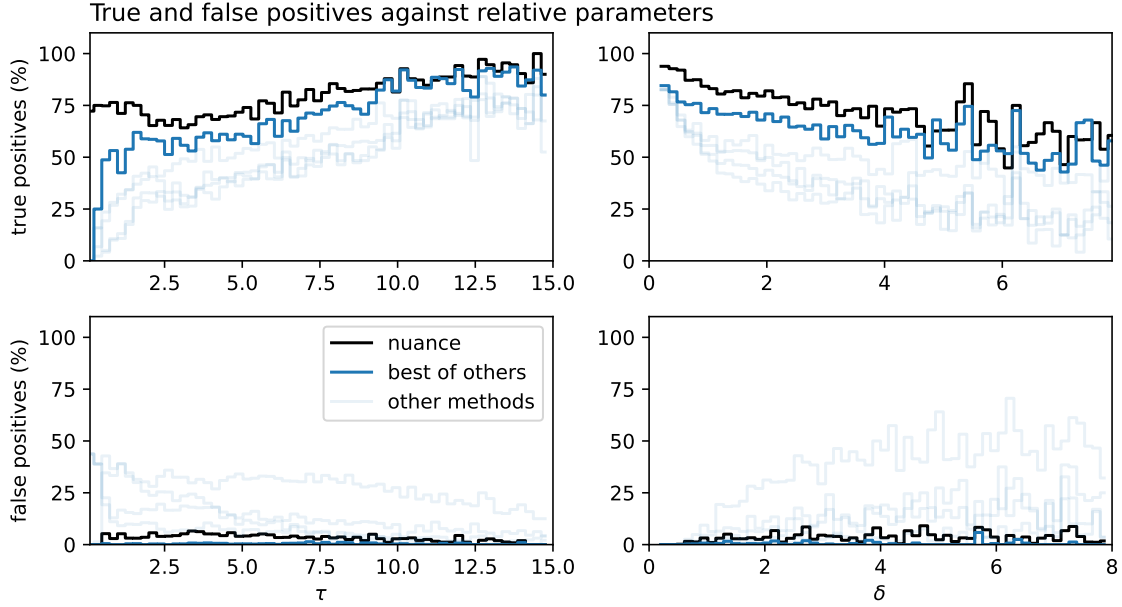 True and false positives against relative parameters
true positives (%)
100
75
50
25
0
2.5 5.0 7.5 10.0 12.5 15.0
0 2 4 6
100
75
50
25
0
false positives (%)
100
75
50
25
0
nuance
best of others
other methods
2.5 5.0 7.5 10.0 12.5 15.0
τ
100
75
50
25
0
0 2 4 6 8
δ